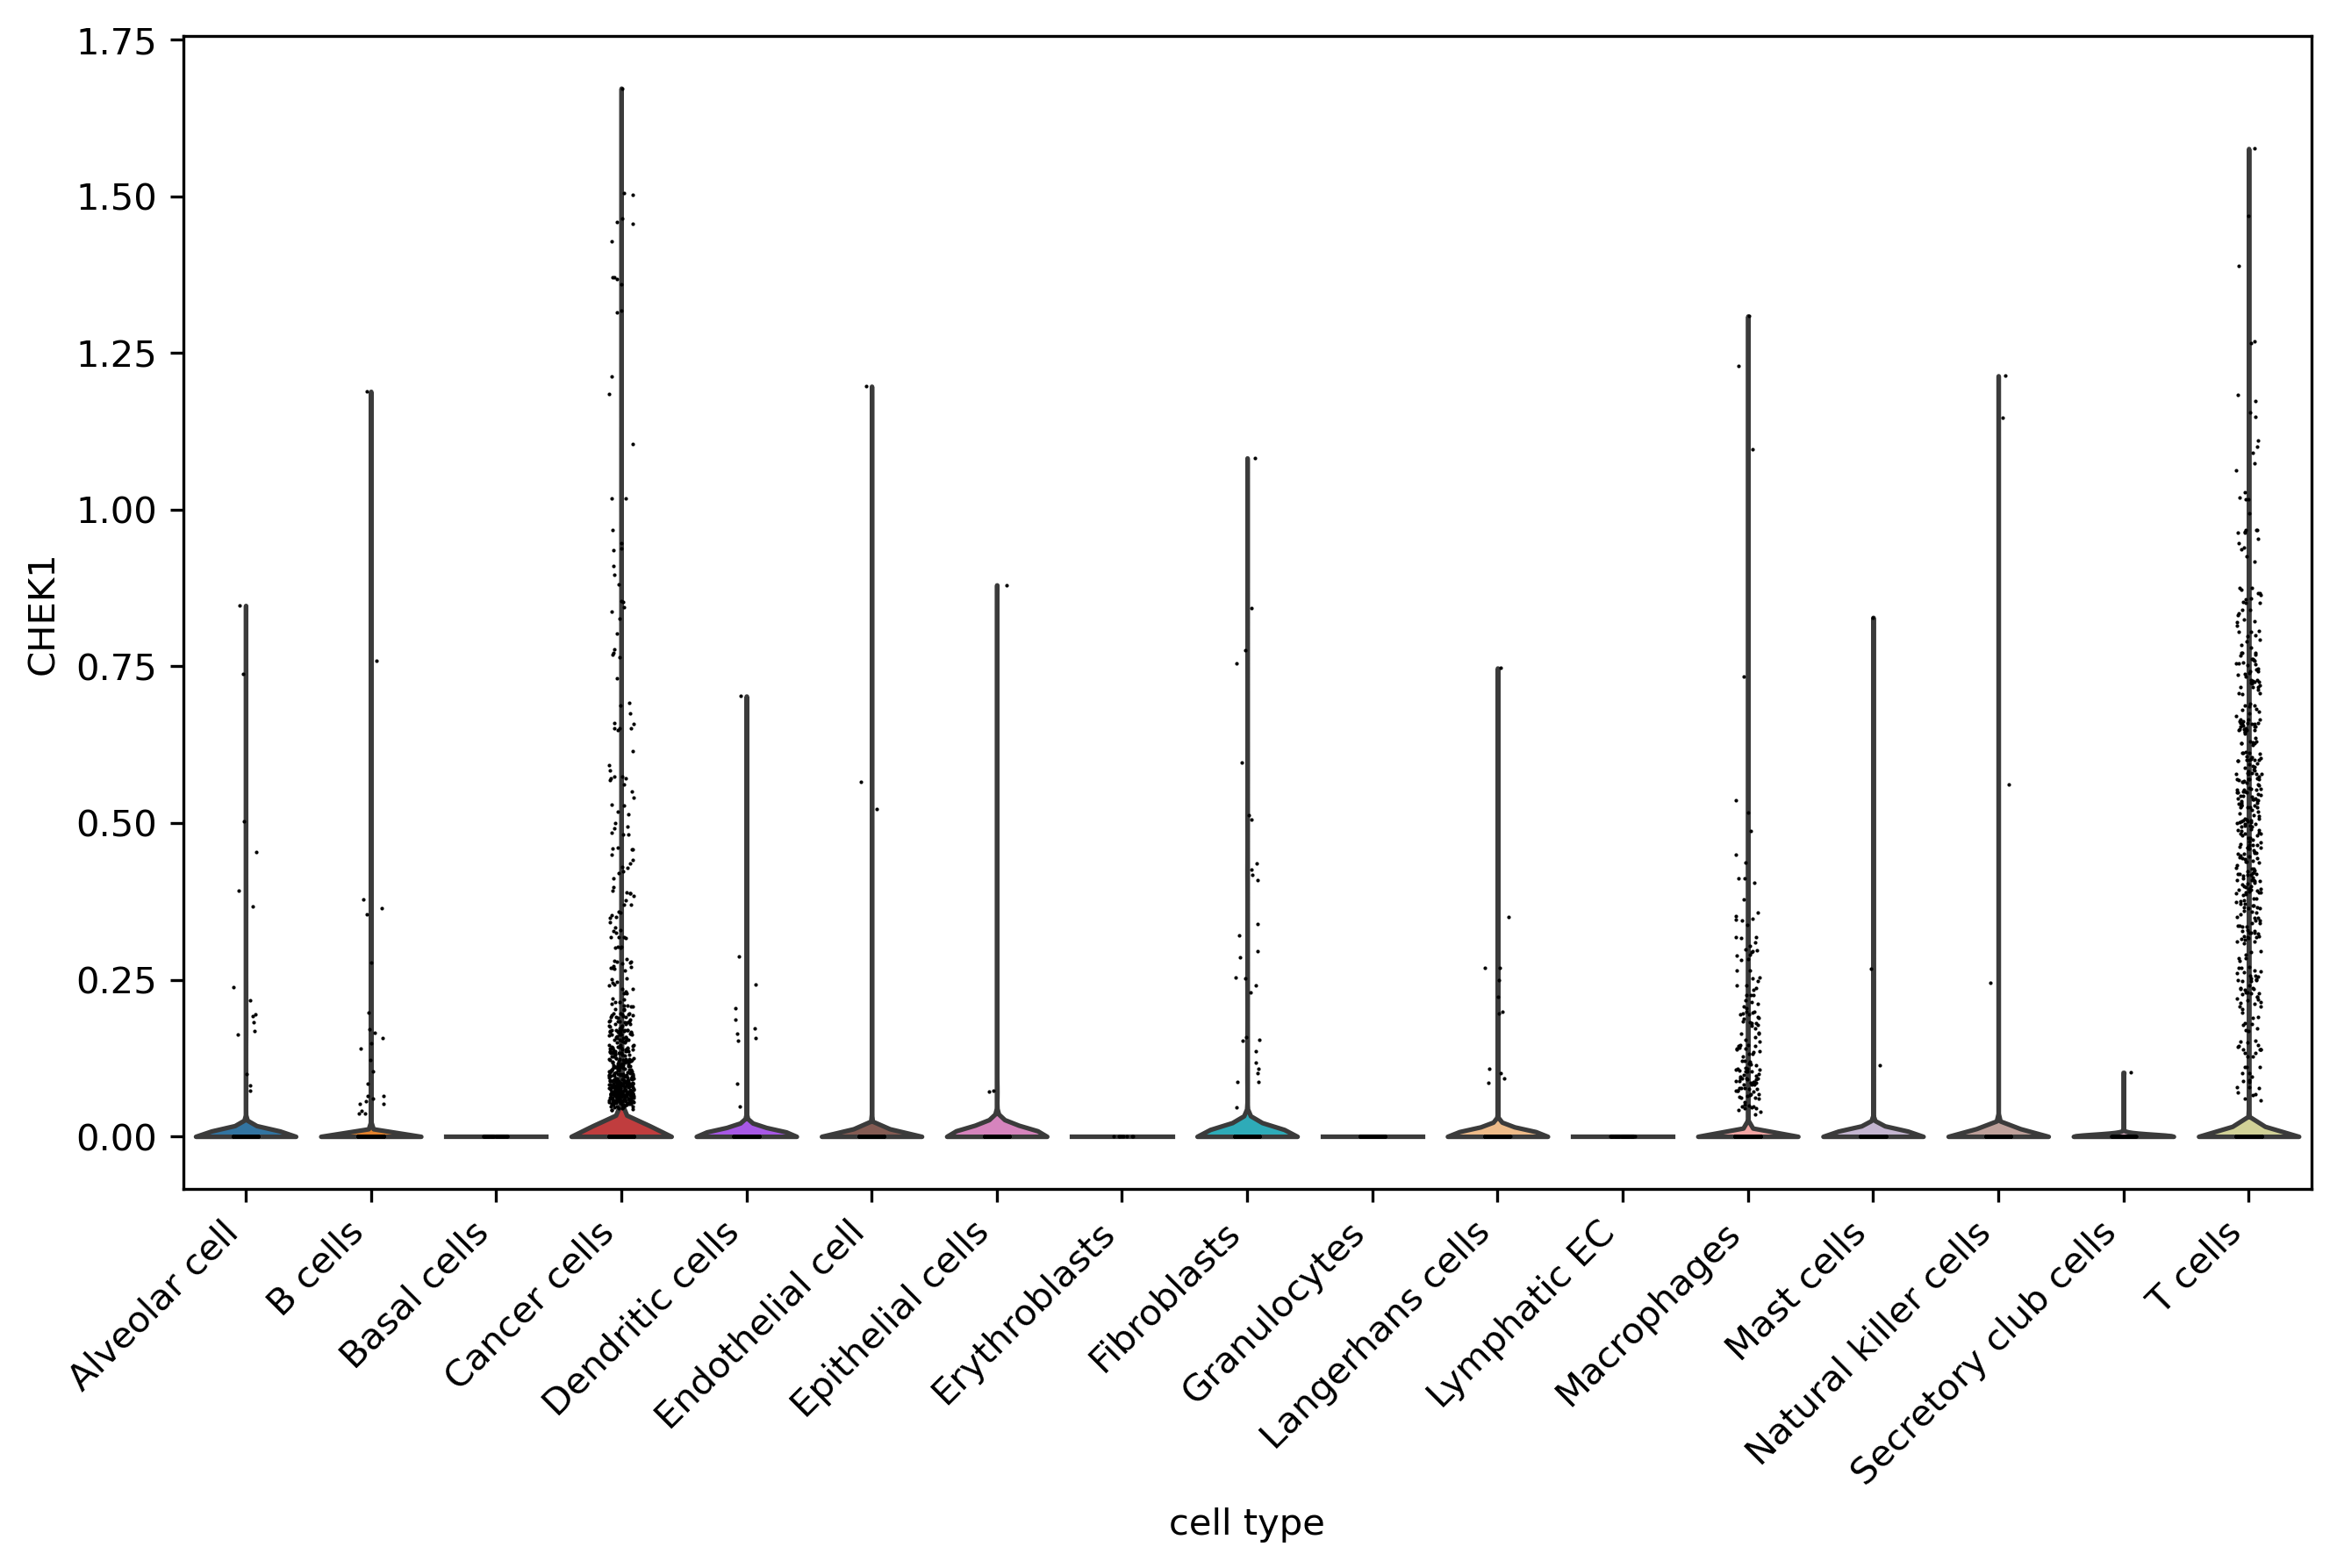 CHEK1
1.75
1.50
1.25
1.00
0.75
0.50
0.25
0.00
Alveolar cell
B cells
Basal cells
Cancer cells
Dendritic cells
Endothelial cell
Epithelial cells
Erythroblasts
Fibroblasts
Granulocytes
Langerhans cells
Lymphatic EC
Macrophages
Mast cells
Natural killer cells
Secretory club cells
T cells
cell type